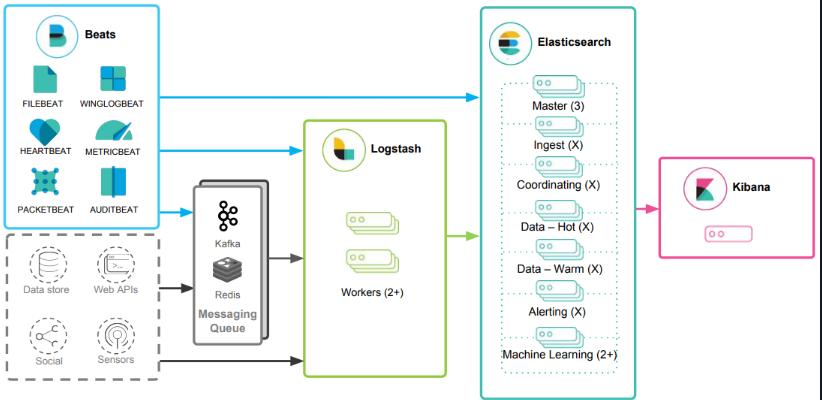 Beats
FILEBEAT
WINGLOGBEAT
HEARTBEAT
METRICBEAT
PACKETBEAT
AUDITBEAT
Data store
Web APIs
Social
Sensors
Kafka
Redis
Messaging
Queue
Logstash
Workers (2+)
Elasticsearch
Master (3)
Ingest (X)
Coordinating (X)
Data – Hot (X)
Data – Warm (X)
Alerting (X)
Machine Learning (2+)
Kibana